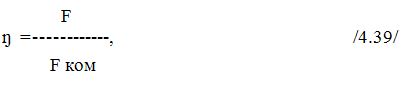 F
ŋ =------------,	/4.39/
F ком